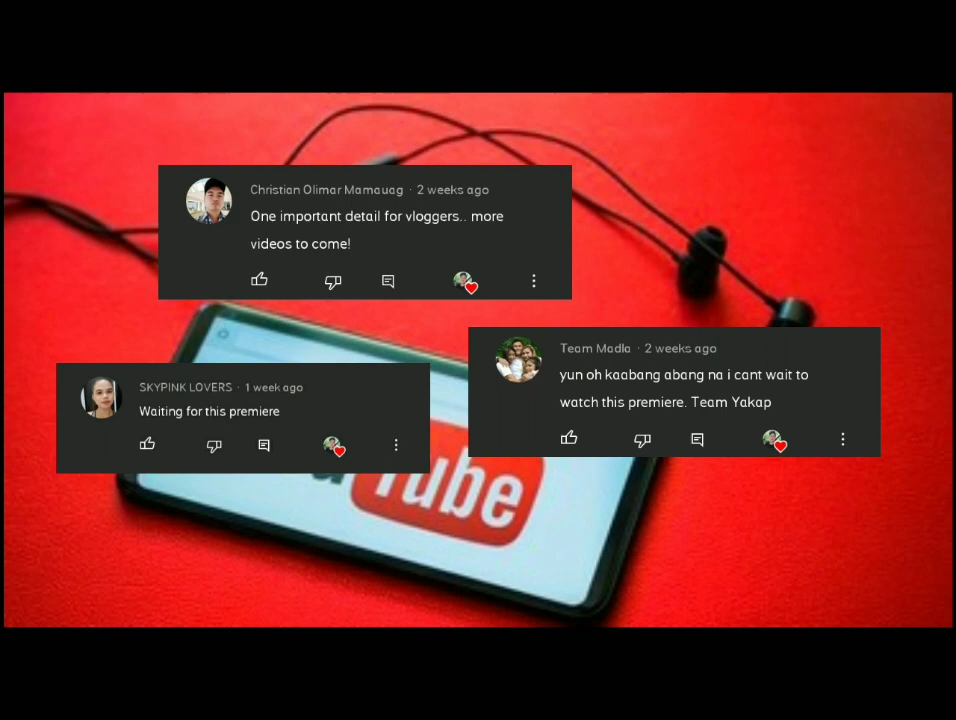 Christian Olimar Mamauag · 2 weeks ago
One important detail for vloggers.. more
videos to come!
Team Madla · 2 weeks ago
yun oh kaabang abang na i cant wait to
watch this premiere. Team Yakap
SKYPINK LOVERS · 1 week ago
Waiting for this premiere
Tube